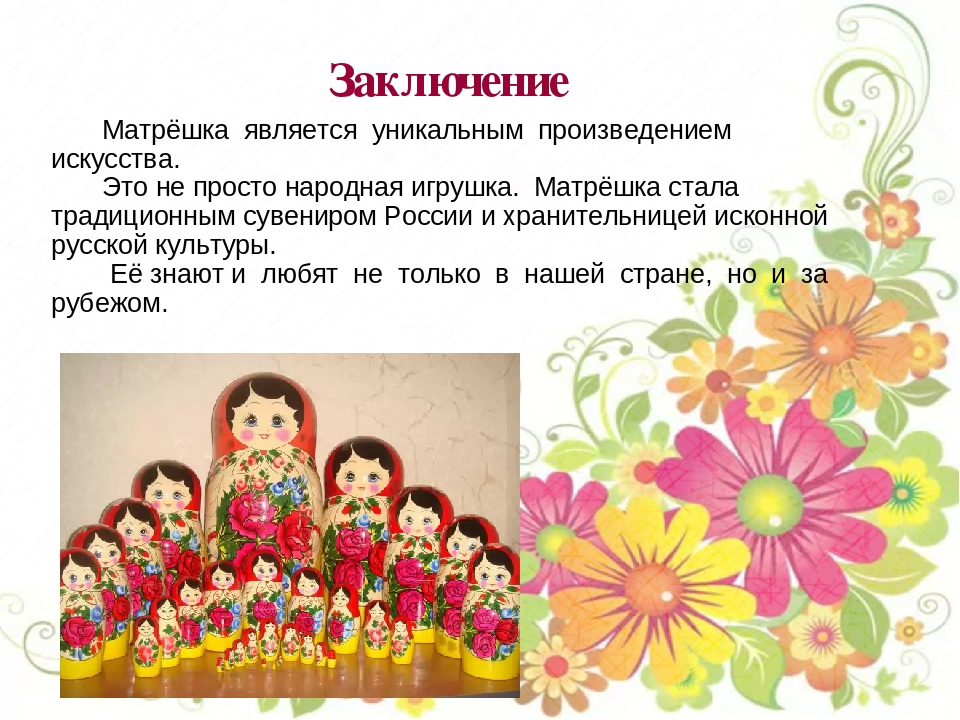 Заключение
Матрёшка является уникальным произведением
искусства.
Это не просто народная игрушка. Матрёшка стала
традиционным сувениром России и хранительницей исконной
русской культуры.
Её знают и любят не только в нашей стране, но и за
рубежом.